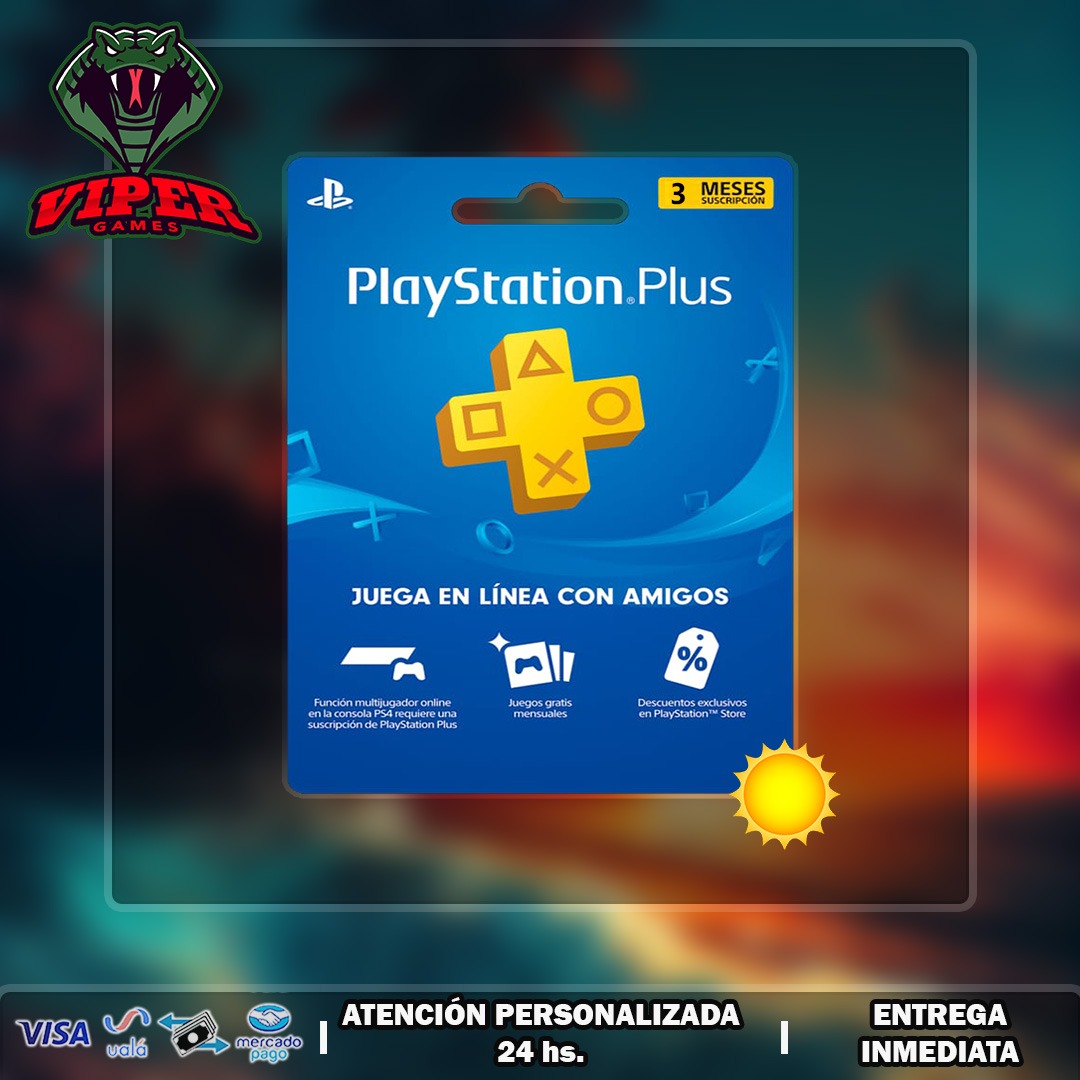 VIPER
GAMES
3 MESES
SUSCRIPCIÓN
PlayStation®Plus
JUEGA EN LÍNEA CON AMIGOS
Función multijugador online
en la consola PS4 requiere una
suscripción de PlayStation Plus
Juegos gratis
mensuales
Descuentos exclusivos
en PlayStation™ Store
%
VISA
ualá
mercado
pago
ATENCIÓN PERSONALIZADA
24 hs.
ENTREGA
INMEDIATA